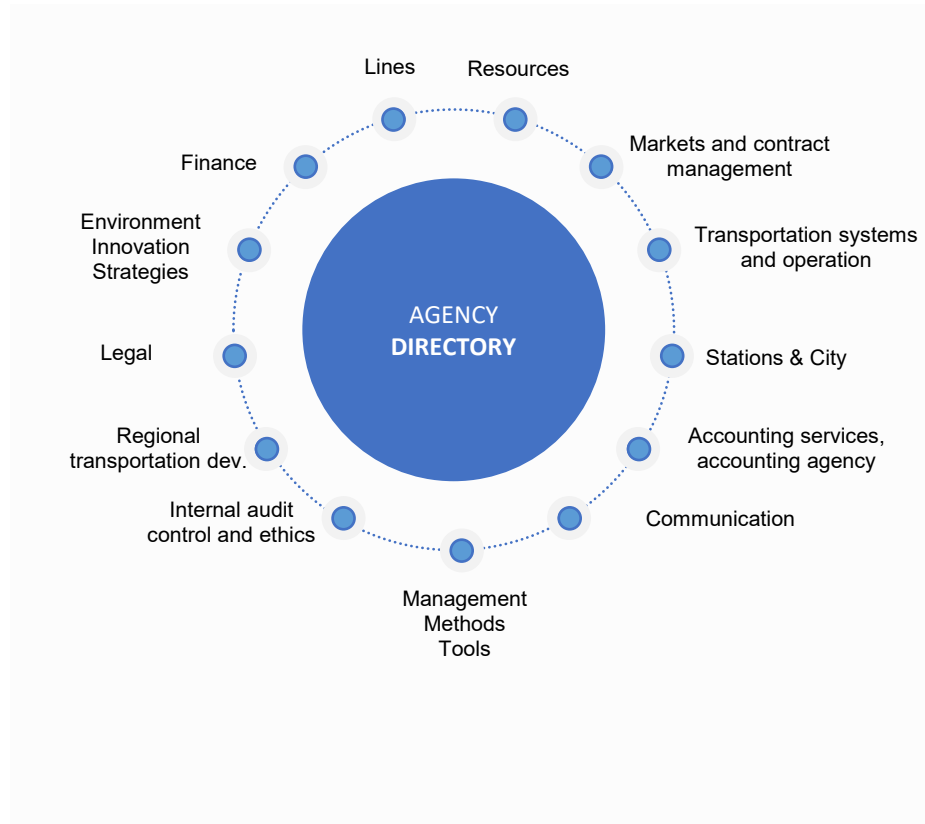 Lines
Resources
Markets and contract
management
Transportation systems
and operation
Stations & City
Accounting services,
accounting agency
Communication
Management
Methods
Tools
Internal audit
control and ethics
Regional
transportation dev.
Legal
Environment
Innovation
Strategies
Finance
AGENCY
DIRECTORY